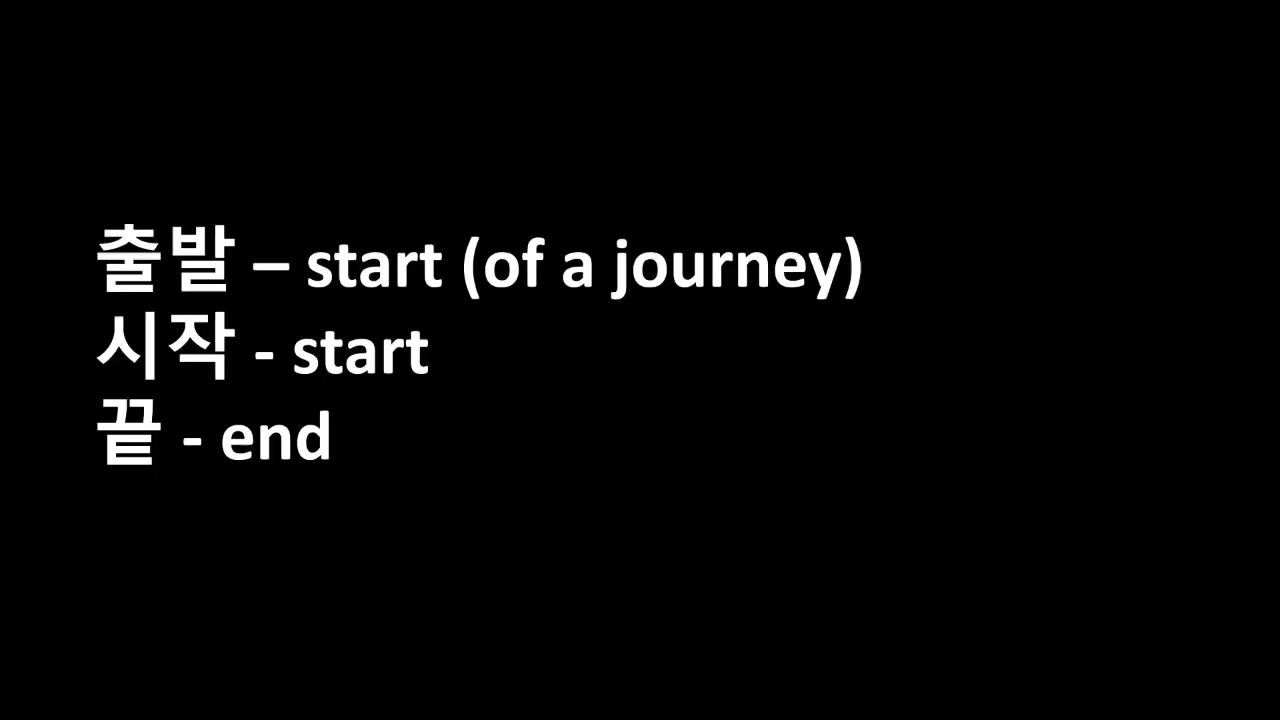 출발 – start (of a journey)
시작 - start
끝 - end